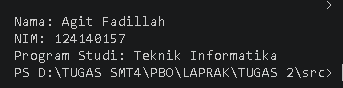 >
Nama: Agit Fadillah
NIM: 124140157
Program Studi: Teknik Informatika
PS D:\TUGAS SMT4\PBO\LAPRAK\TUGAS 2\src>